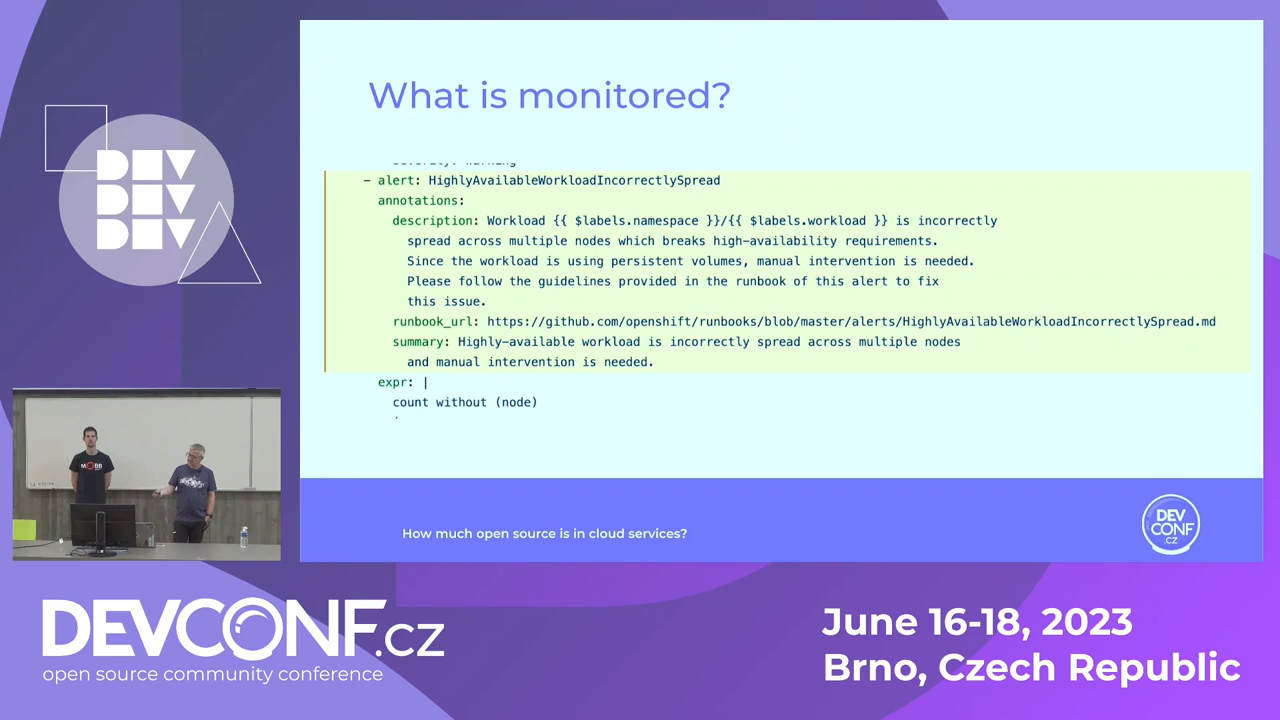 DEV
DEV
DEV
What is monitored?
severity: warning
- alert: HighlyAvailableWorkloadIncorrectlySpread
annotations:
description: Workload {{ $labels.namespace }}/{{ $labels.workload }} is incorrectly
spread across multiple nodes which breaks high-availability requirements.
Since the workload is using persistent volumes, manual intervention is needed.
Please follow the guidelines provided in the runbook of this alert to fix
this issue.
runbook_url: https://github.com/openshift/runbooks/blob/master/alerts/HighlyAvailableWorkloadIncorrectlySpread.md
summary: Highly-available workload is incorrectly spread across multiple nodes
and manual intervention is needed.
expr: |
count without (node)
How much open source is in cloud services?
DEV
CONF
.CZ
DEVCONF.cz
open source community conference
June 16-18, 2023
Brno, Czech Republic